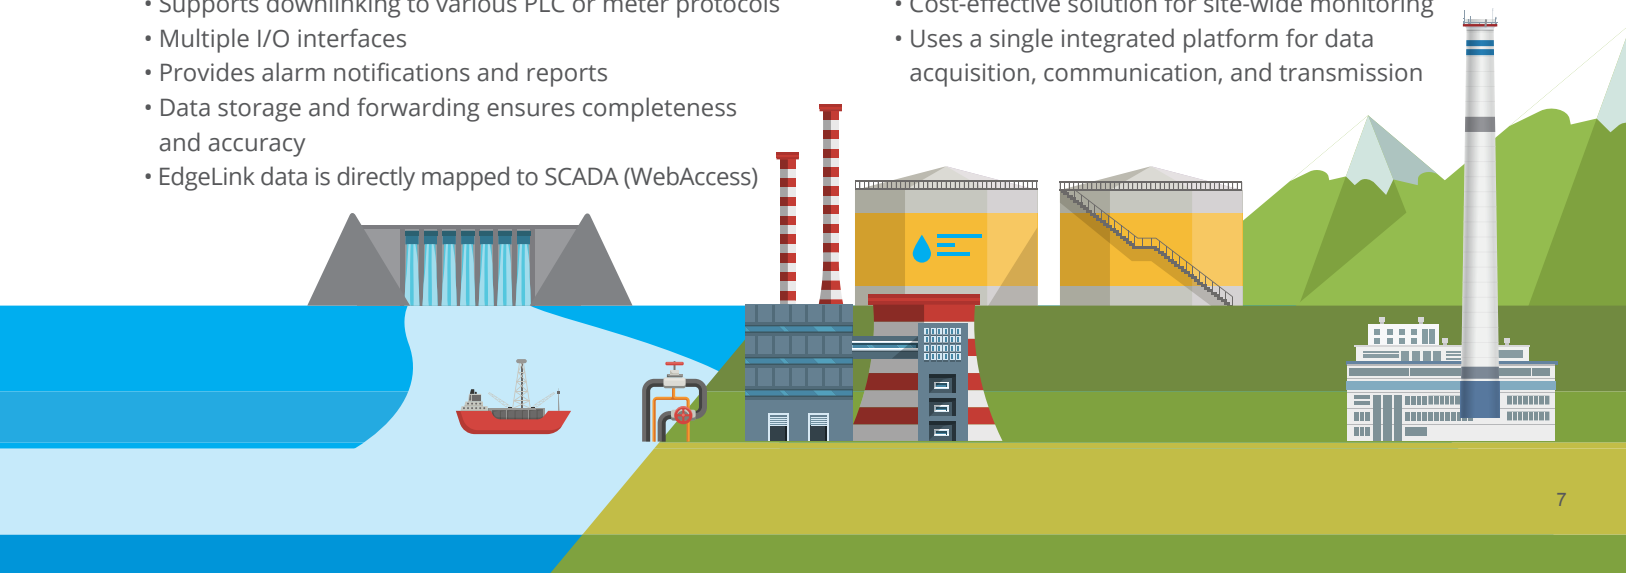 • Supports downlinking to various PLC or meter protocols
• Multiple I/O interfaces
• Provides alarm notifications and reports
• Data storage and forwarding ensures completeness
and accuracy
• EdgeLink data is directly mapped to SCADA (WebAccess)
• Cost-effective solution for site-wide monitoring
• Uses a single integrated platform for data
acquisition, communication, and transmission
7